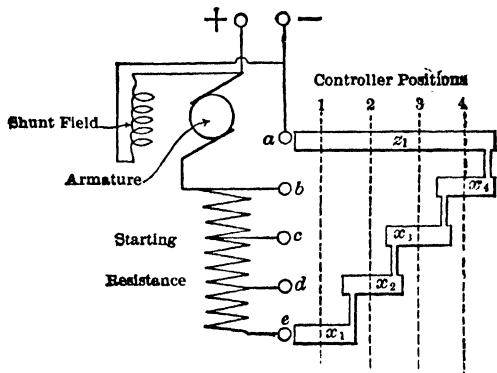 + −
Controller Positions
1 2 3 4
Shunt Field
Armature
a z1
b x4
Starting c x3
Resistance d x2
e x1